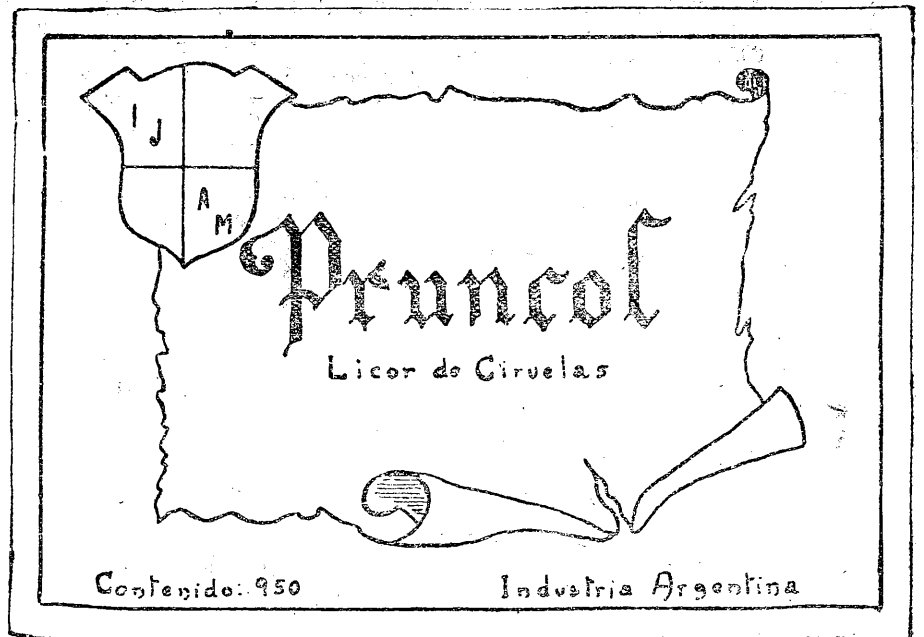 I J
A M
Pruncol
Licor de Ciruelas
Contenido: 950
Industria Argentina